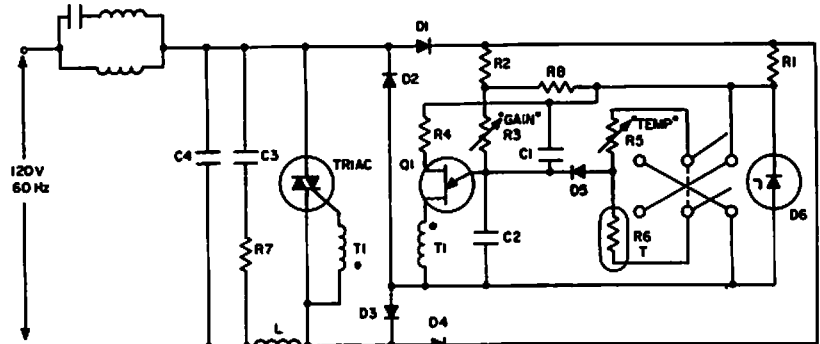 D1
D2
R2
R8
R1
R4
"GAIN"
R3
C1
"TEMP"
R5
120V
60 Hz
C4
C3
TRIAC
Q1
D5
D6
R7
T1
T1
C2
R6
T
D3
L
D4